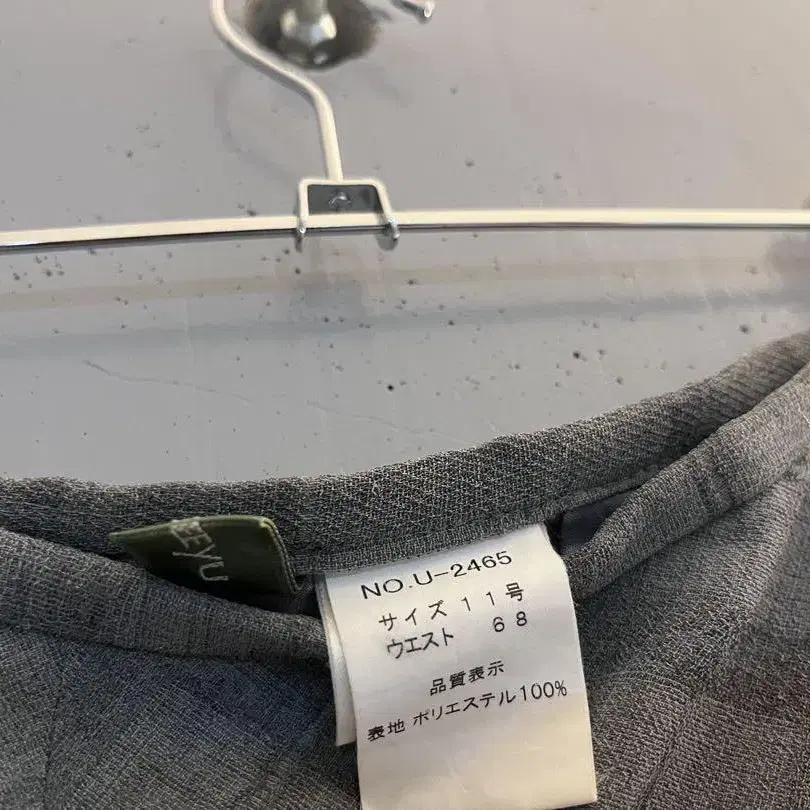 NO.U-2465
サイズ 11号
ウエスト 68
品質表示
表地 ポリエステル100%